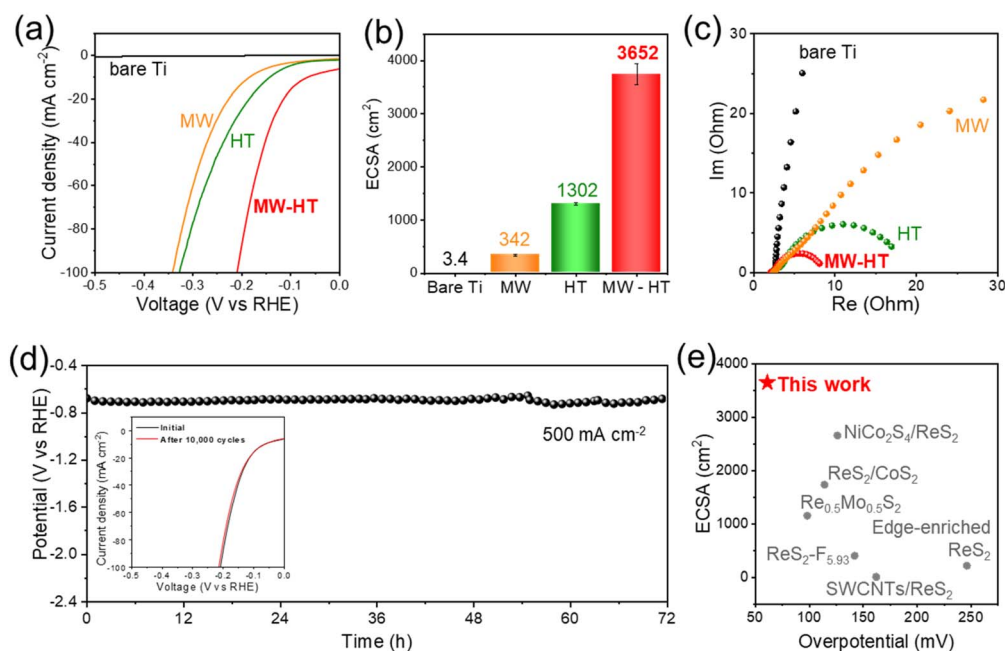 (a)
Current density (mA cm⁻²)
0
-20
-40
-60
-80
-100
bare Ti
MW
HT
MW-HT
-0.5
-0.4
-0.3
-0.2
-0.1
0.0
Voltage (V vs RHE)
(b)
ECSA (cm²)
4000
3000
2000
1000
0
3.4
342
1302
3652
Bare Ti
MW
HT
MW - HT
(c)
Im (Ohm)
30
20
10
0
bare Ti
MW
HT
MW-HT
0
10
20
30
Re (Ohm)
(d)
Potential (V vs RHE)
-0.4
-0.8
-1.2
-1.6
-2.0
-2.4
500 mA cm⁻²
Initial
After 10,000 cycles
Current density (mA cm⁻²)
0
-20
-40
-60
-80
-100
-0.5
-0.4
-0.3
-0.2
-0.1
0.0
Voltage (V vs RHE)
0
12
24
36
48
60
72
Time (h)
(e)
ECSA (cm²)
4000
3000
2000
1000
0
This work
NiCo₂S₄/ReS₂
ReS₂/CoS₂
Re₀.₅Mo₀.₅S₂
Edge-enriched
ReS₂
ReS₂-F₅.₉₃
SWCNTs/ReS₂
50
100
150
200
250
Overpotential (mV)